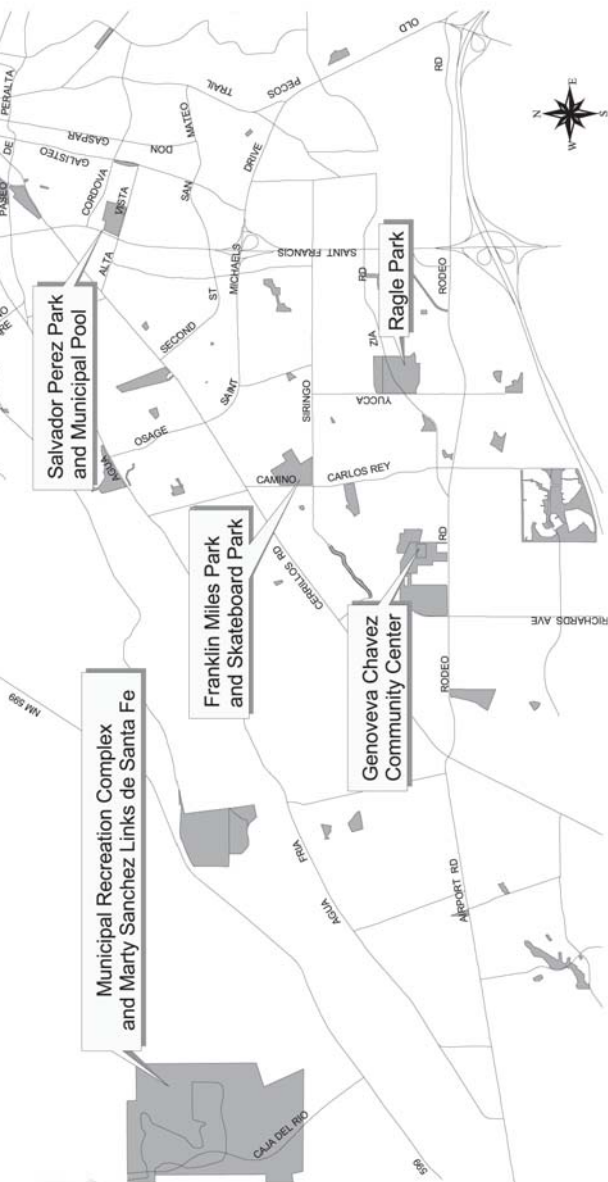 Municipal Recreation Complex
and Marty Sanchez Links de Santa Fe
Salvador Perez Park
and Municipal Pool
Franklin Miles Park
and Skateboard Park
Genoveva Chavez
Community Center
Ragle Park
NM 599
599
CAJA DEL RIO
AGUA
FRIA
AGUA
AIRPORT RD
RODEO
RD
RODEO
RD
RICHARDS AVE
CERRILLOS RD
CAMINO
CARLOS REY
SIRINGO
YUCCA
ZIA
RD
OSAGE
SECOND
SAINT
MICHAELS
DRIVE
ST
SAN
MATEO
SAINT FRANCIS
ALTA
VISTA
CORDOVA
GALISTEO
DON
GASPAR
PASEO
DE
PERALTA
OLD
PECOS
TRAIL
N
E
S
W